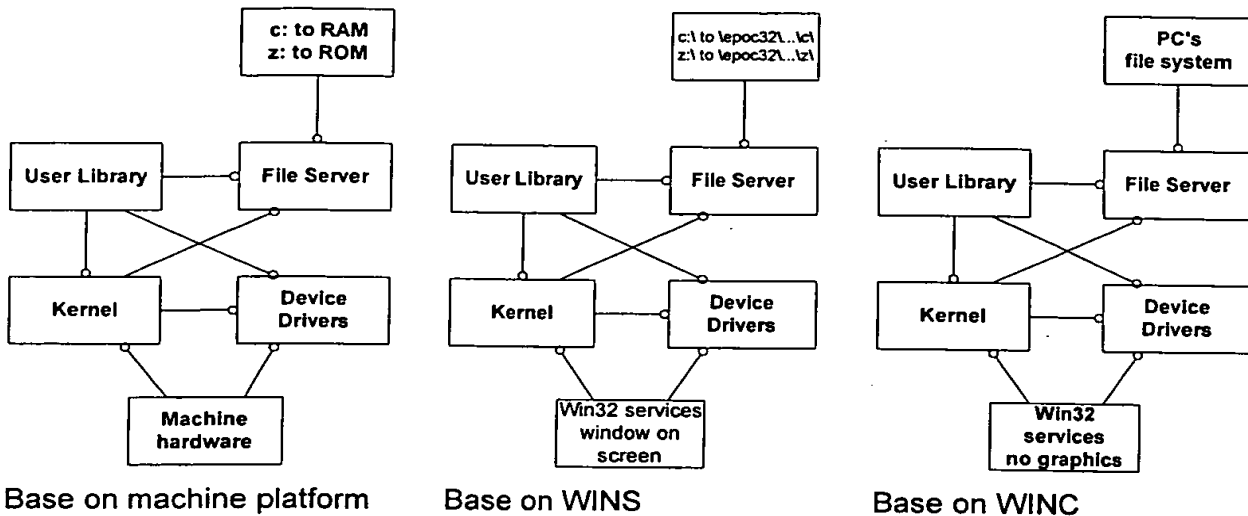 c: to RAM
z: to ROM
User Library
File Server
Kernel
Device
Drivers
Machine
hardware
Base on machine platform
c:\ to \epoc32\...\c\
z:\ to \epoc32\...\z\
User Library
File Server
Kernel
Device
Drivers
Win32 services
window on
screen
Base on WINS
PC's
file system
User Library
File Server
Kernel
Device
Drivers
Win32
services
no graphics
Base on WINC